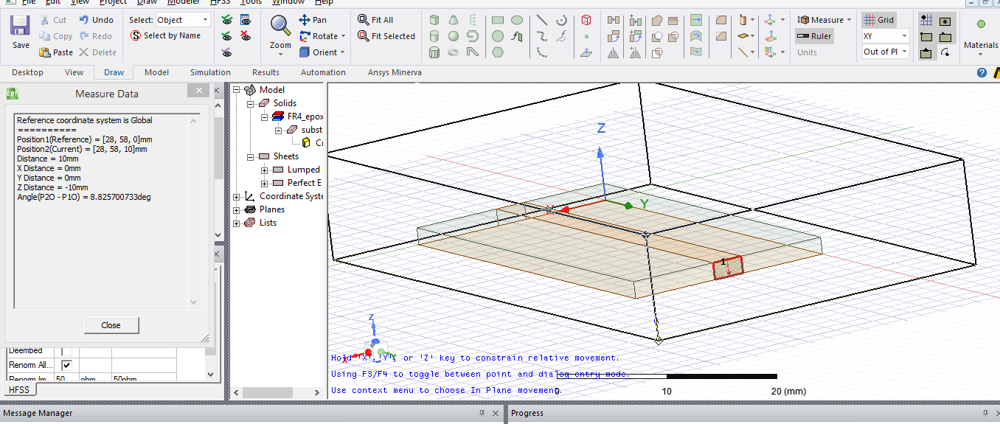 File Edit View Project Draw Modeler HFSS Tools Window Help
Save
Cut
Copy
Paste
Undo
Redo
Delete
Select: Object
Select by Name
Zoom
Pan
Rotate
Orient
Fit All
Fit Selected
Measure
Ruler
Units
Grid
XY
Out of Pl
Materials
Desktop View Draw Model Simulation Results Automation Ansys Minerva
EDT
Measure Data
Reference coordinate system is Global
==========
Position1(Reference) = [28, 58, 0]mm
Position2(Current) = [28, 58, 10]mm
Distance = 10mm
X Distance = 0mm
Y Distance = 0mm
Z Distance = -10mm
Angle(P2O - P1O) = 8.825700733deg
Close
Deembed
Renorm All...
Renorm Im... 50 ohm 50ohm
HFSS
Model
Solids
FR4_epox
subst
Sheets
Lumped
Perfect E
Coordinate Syste
Planes
Lists
Z
X
Y
1
Z
X
Y
Hold 'X', 'Y', or 'Z' key to constrain relative movement.
Using F3/F4 to toggle between point and dialog entry mode.
Use context menu to choose In Plane movement.
0 10 20 (mm)
Message Manager
Progress